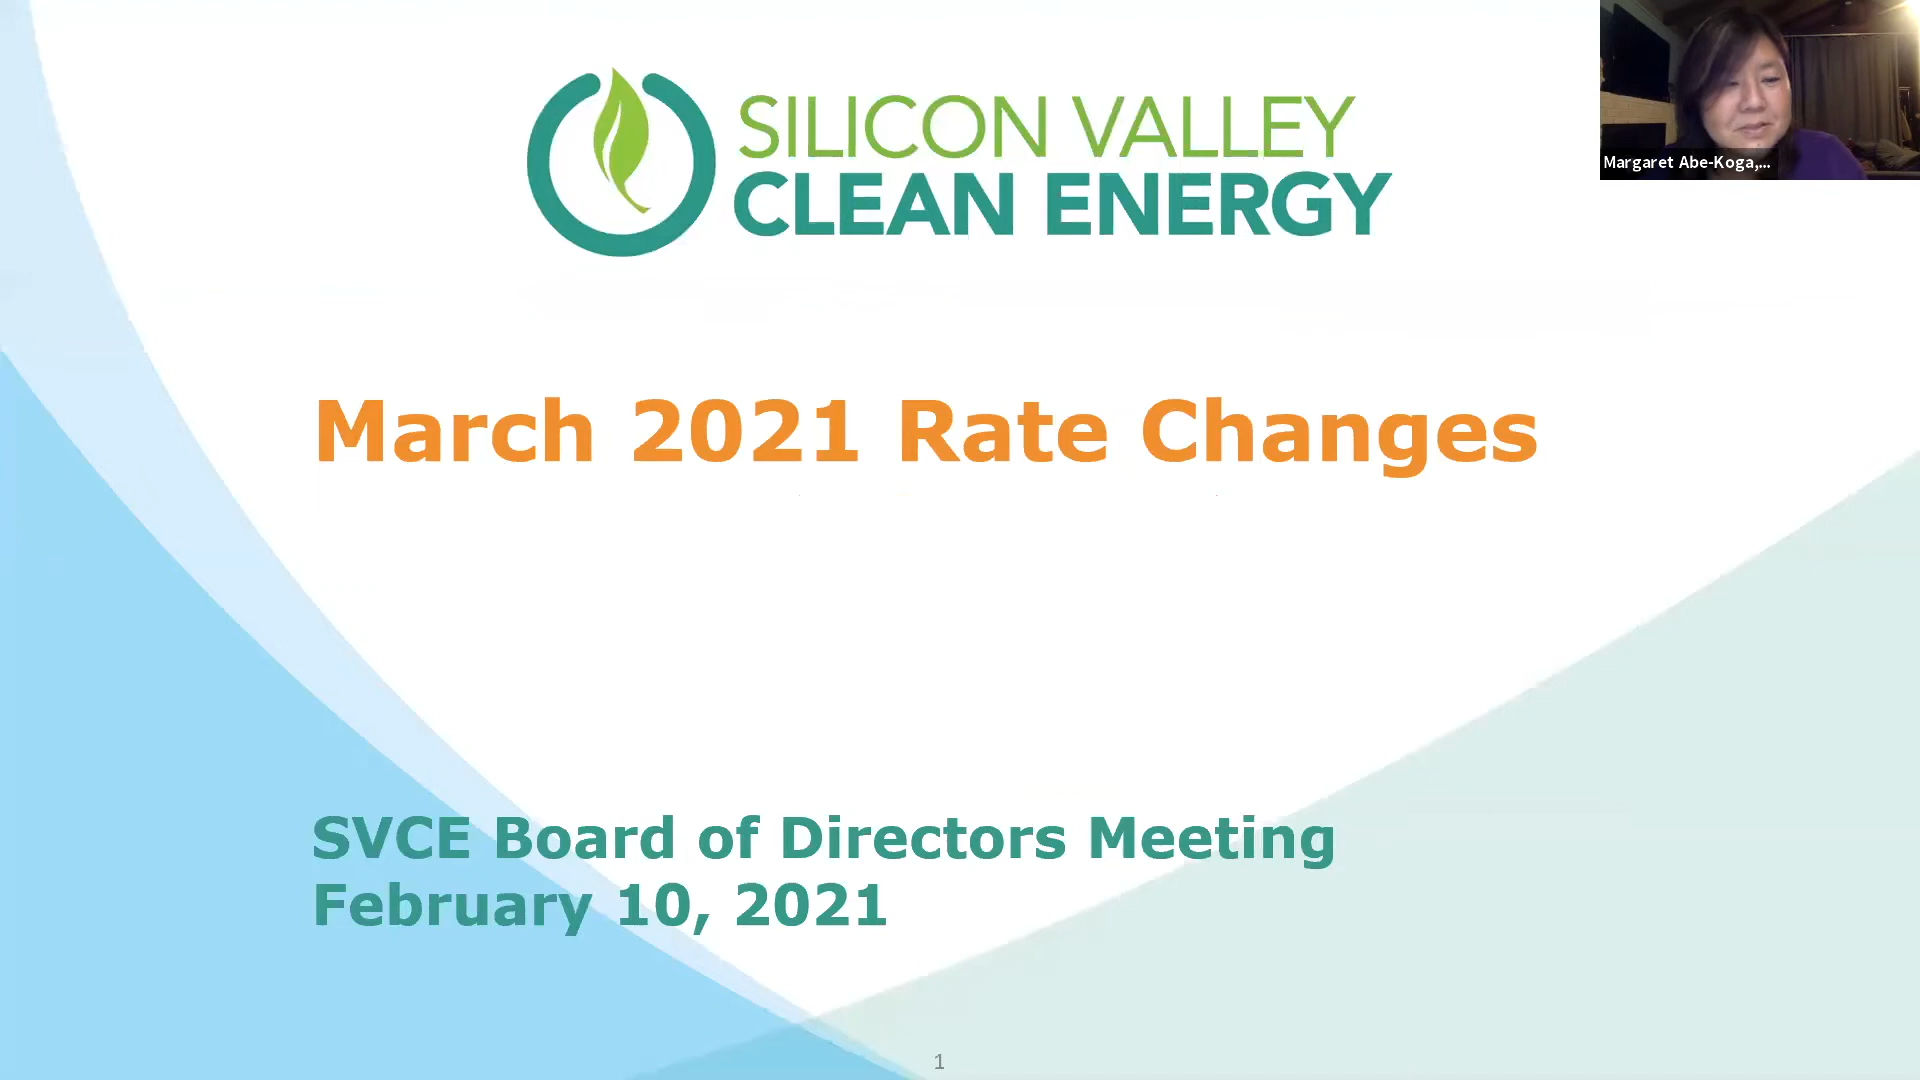 SILICON VALLEY
CLEAN ENERGY
Margaret Abe-Koga,...
March 2021 Rate Changes
SVCE Board of Directors Meeting
February 10, 2021
1